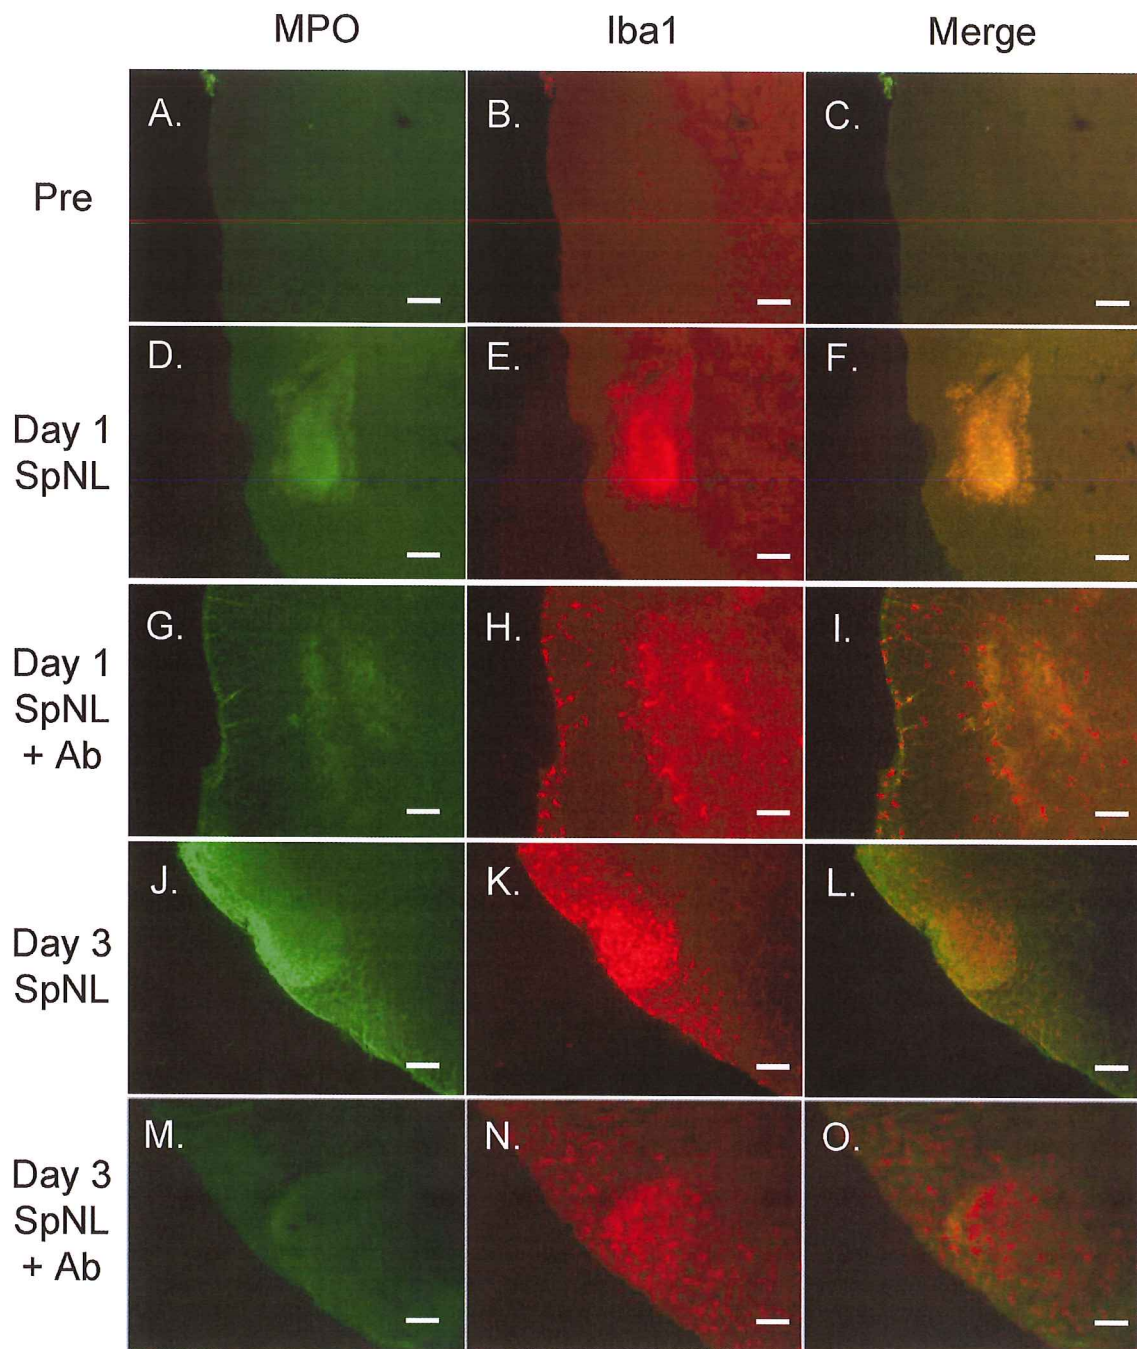 MPO Iba1 Merge
Pre
A. B. C.
Day 1
SpNL
D. E. F.
Day 1
SpNL
+ Ab
G. H. I.
Day 3
SpNL
J. K. L.
Day 3
SpNL
+ Ab
M. N. O.